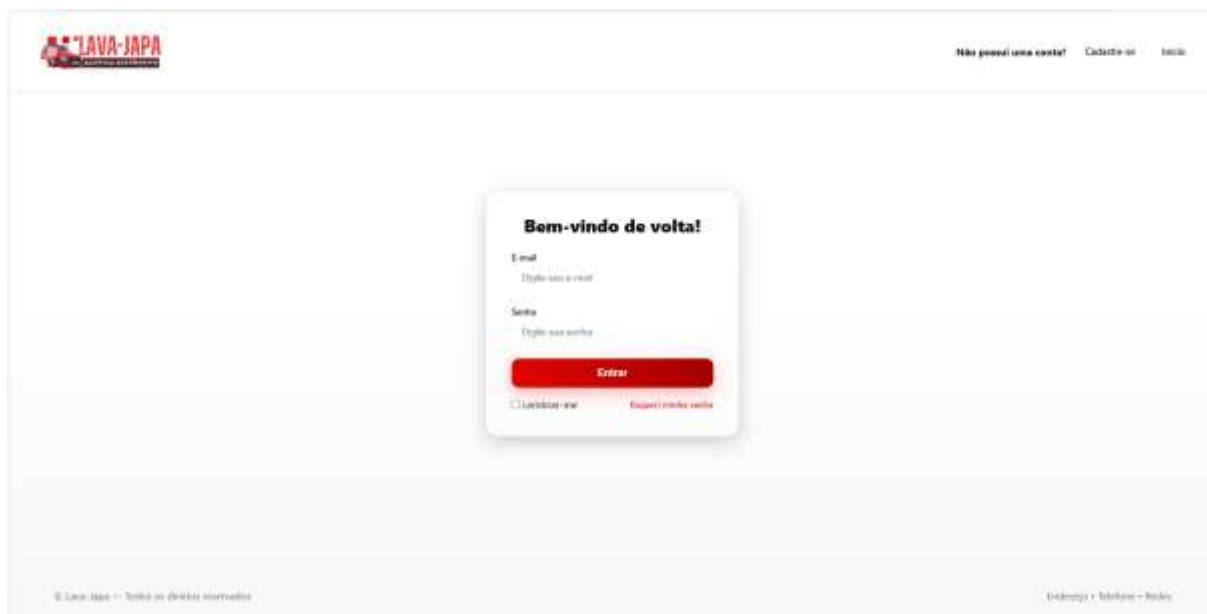 LAVA-JAPA
Não possui uma conta? Cadastre-se Início
Bem-vindo de volta!
E-mail
Digite seu e-mail
Senha
Digite sua senha
Entrar
Lembrar-me Esqueci minha senha
© Lava-Japa — Todos os direitos reservados
Endereço • Telefone • Redes